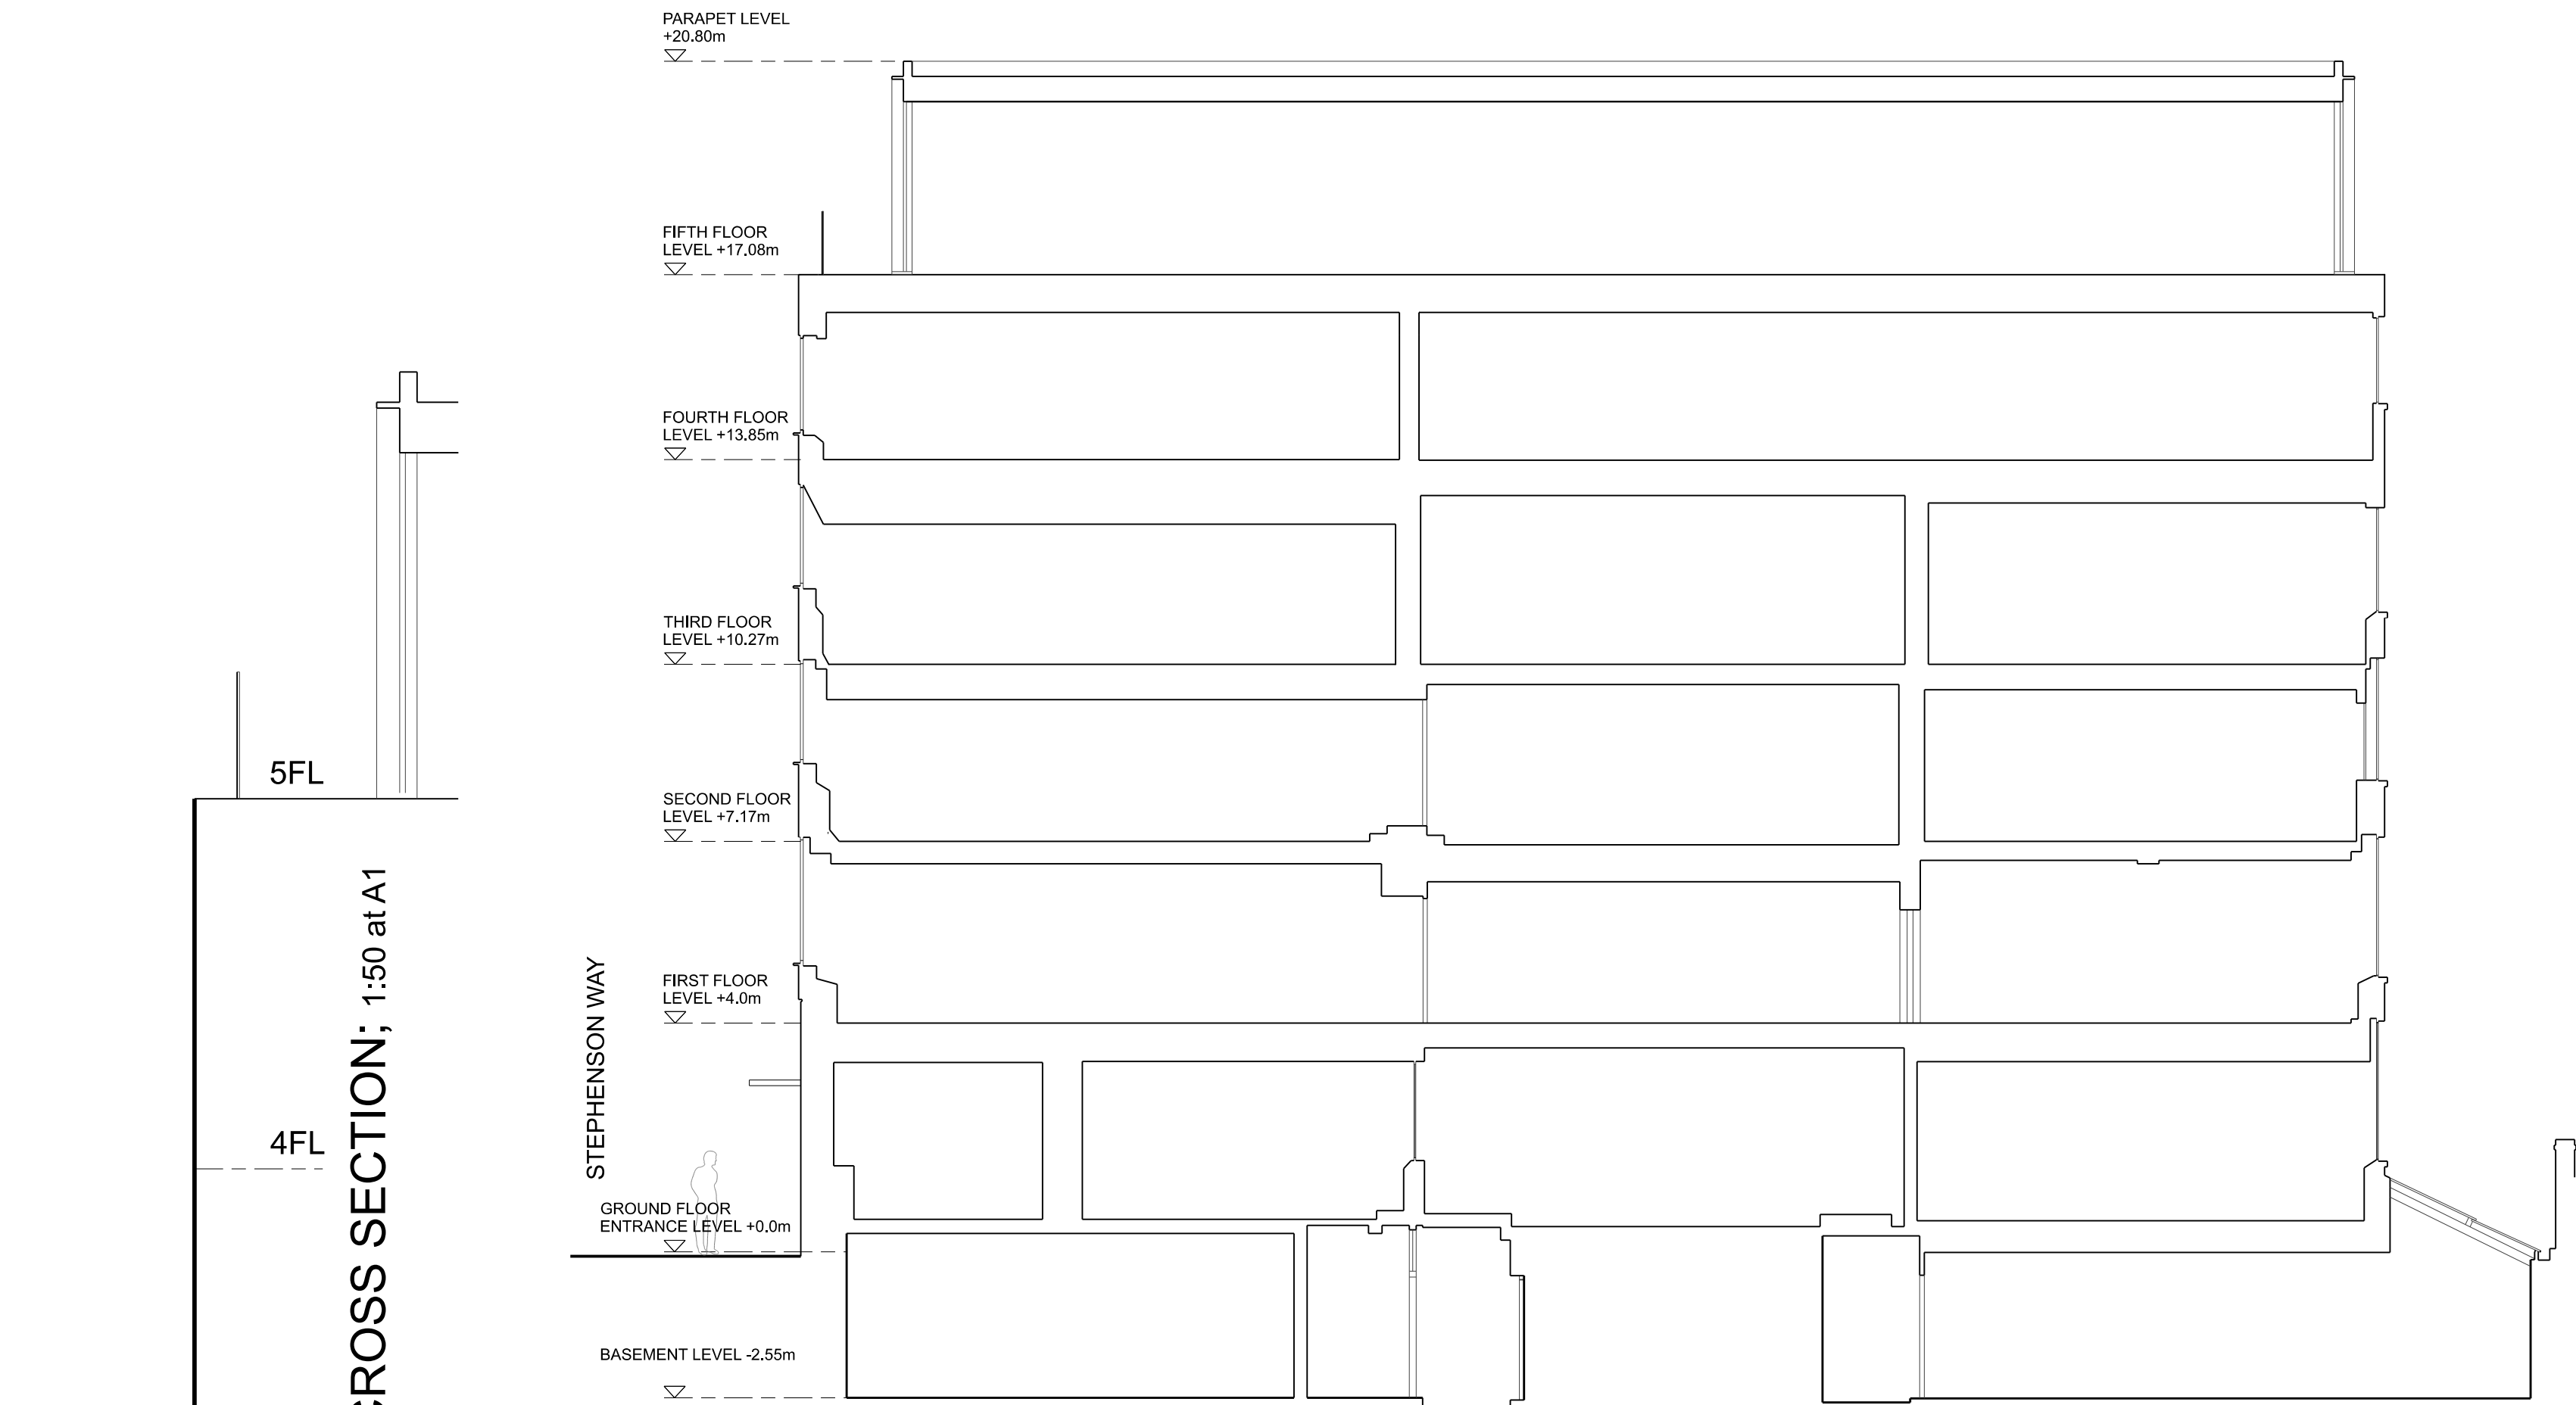 PARAPET LEVEL
+20.80m
FIFTH FLOOR
LEVEL +17.08m
FOURTH FLOOR
LEVEL +13.85m
THIRD FLOOR
LEVEL +10.27m
SECOND FLOOR
LEVEL +7.17m
FIRST FLOOR
LEVEL +4.0m
GROUND FLOOR
ENTRANCE LEVEL +0.0m
BASEMENT LEVEL -2.55m
STEPHENSON WAY
5FL
4FL
CROSS SECTION; 1:50 at A1